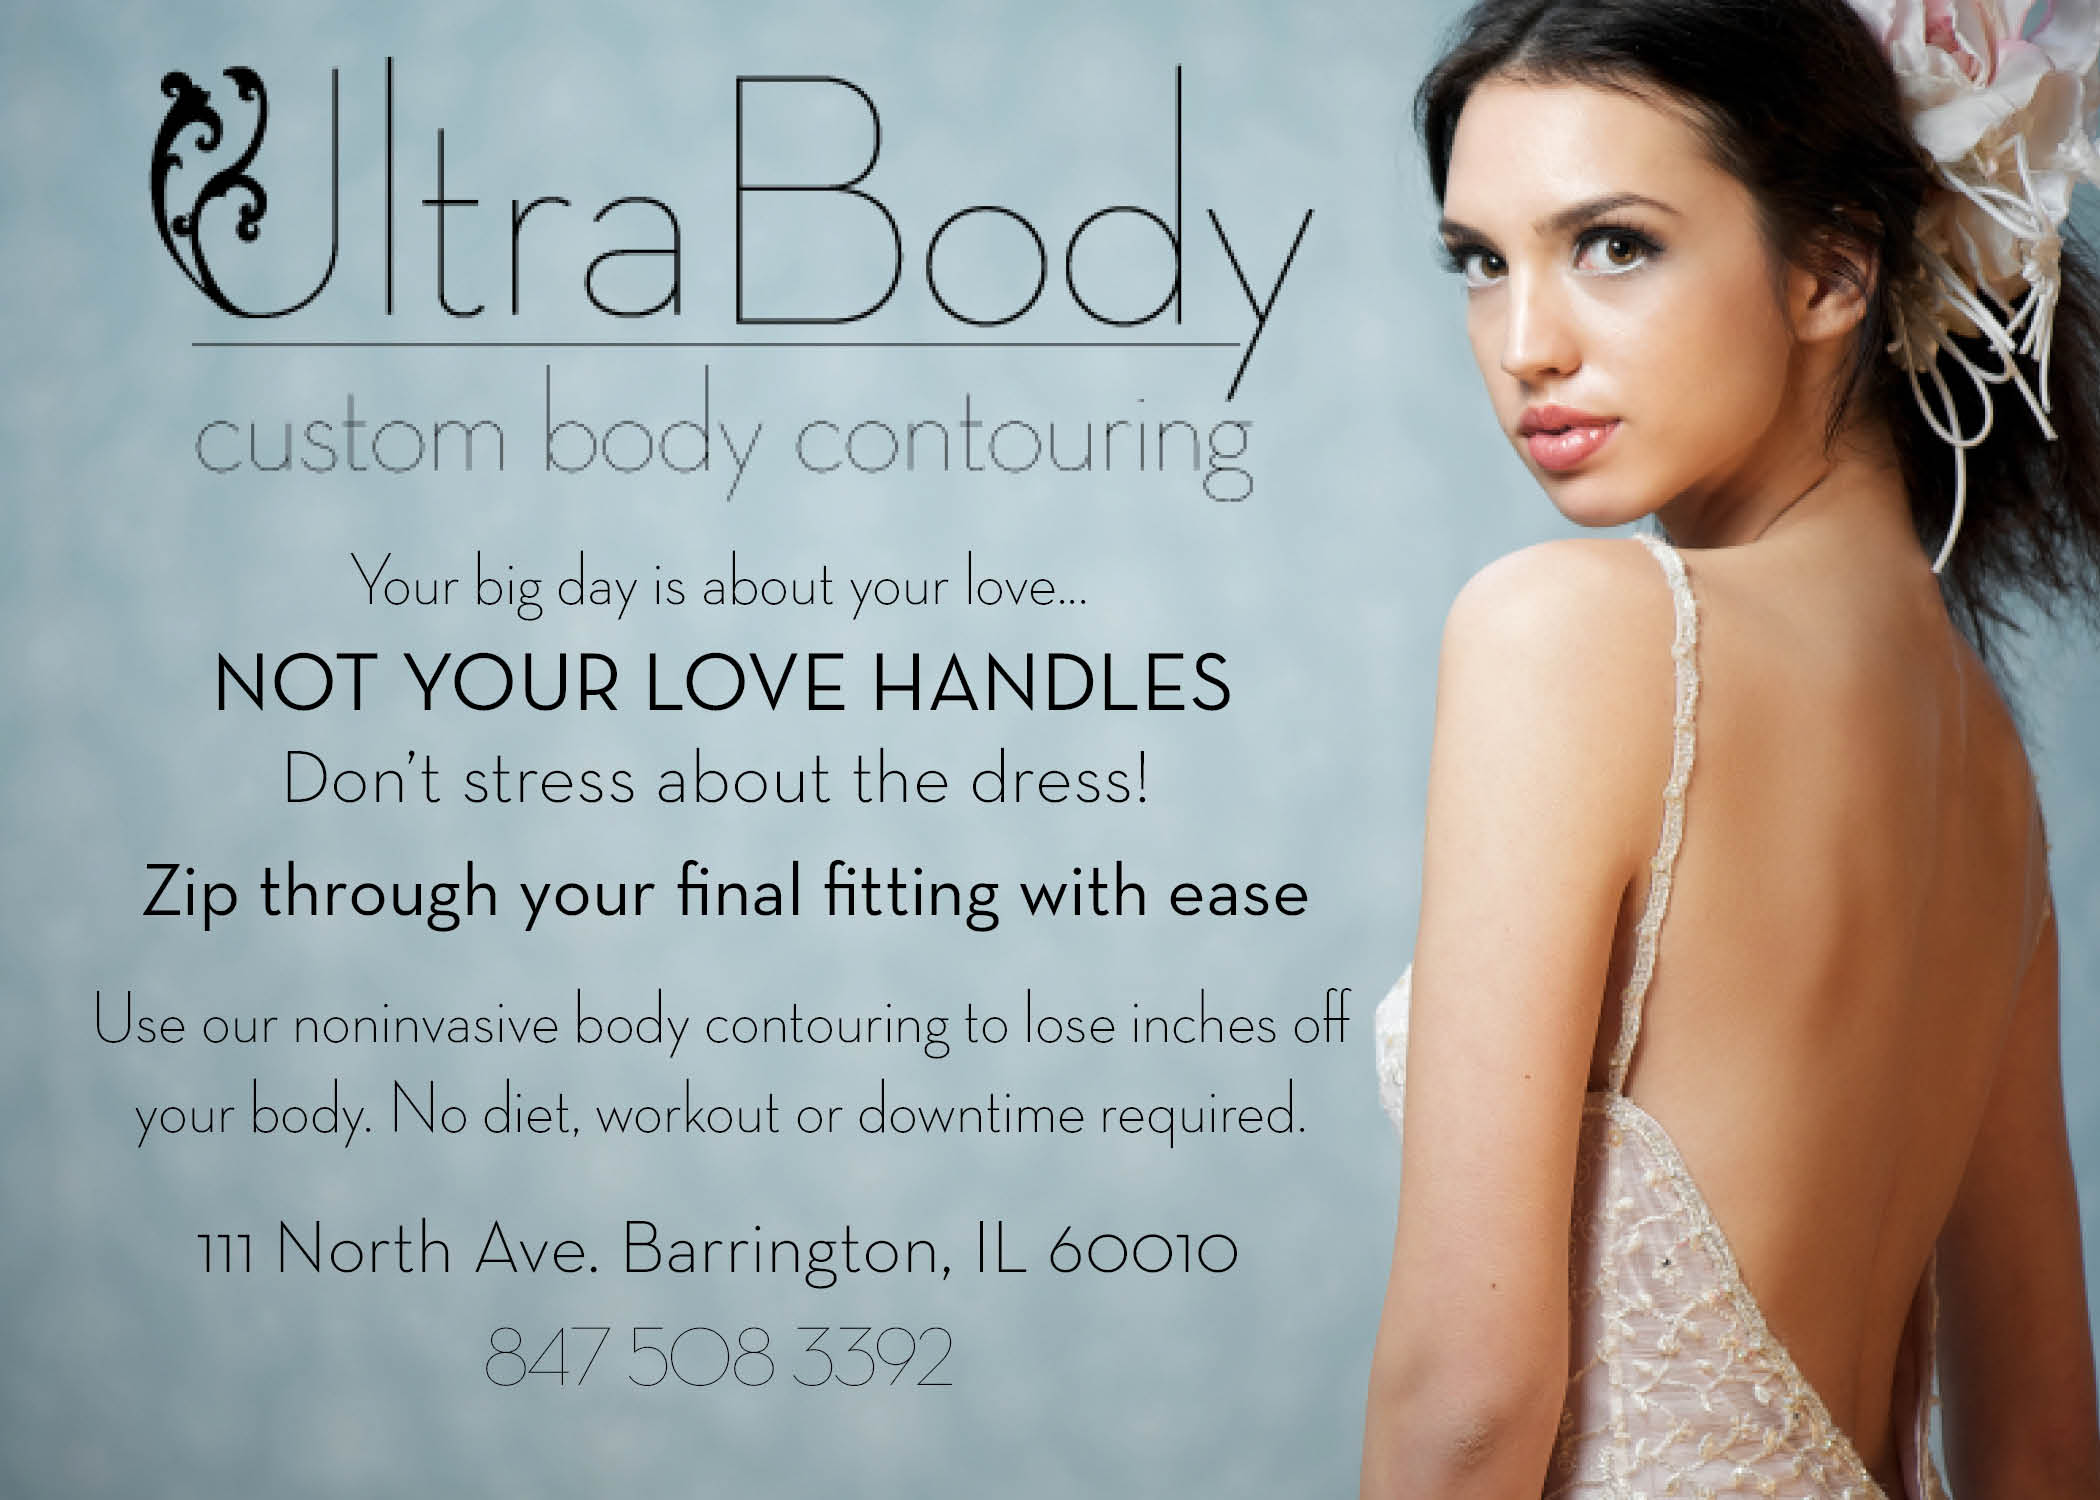 Ultra Body
custom body contouring
Your big day is about your love...
NOT YOUR LOVE HANDLES
Don't stress about the dress!
Zip through your final fitting with ease
Use our noninvasive body contouring to lose inches off
your body. No diet, workout or downtime required.
111 North Ave. Barrington, IL 60010
847 508 3392